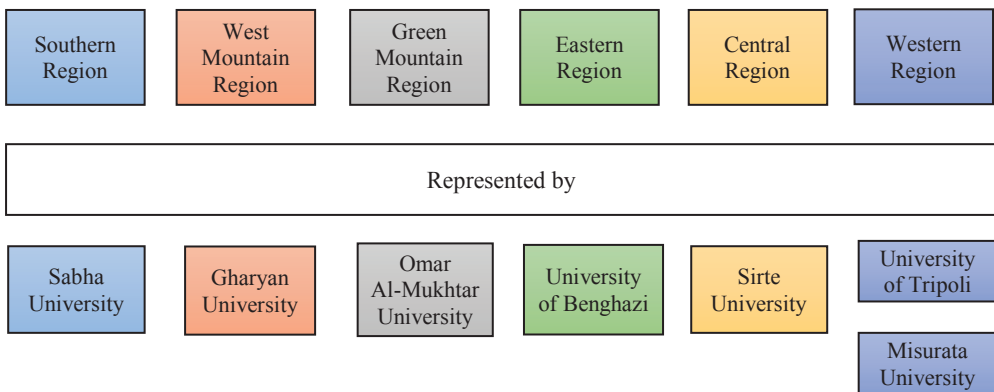 Southern
Region
West
Mountain
Region
Green
Mountain
Region
Eastern
Region
Central
Region
Western
Region
Represented by
Sabha
University
Gharyan
University
Omar
Al-Mukhtar
University
University
of Benghazi
Sirte
University
University
of Tripoli
Misurata
University